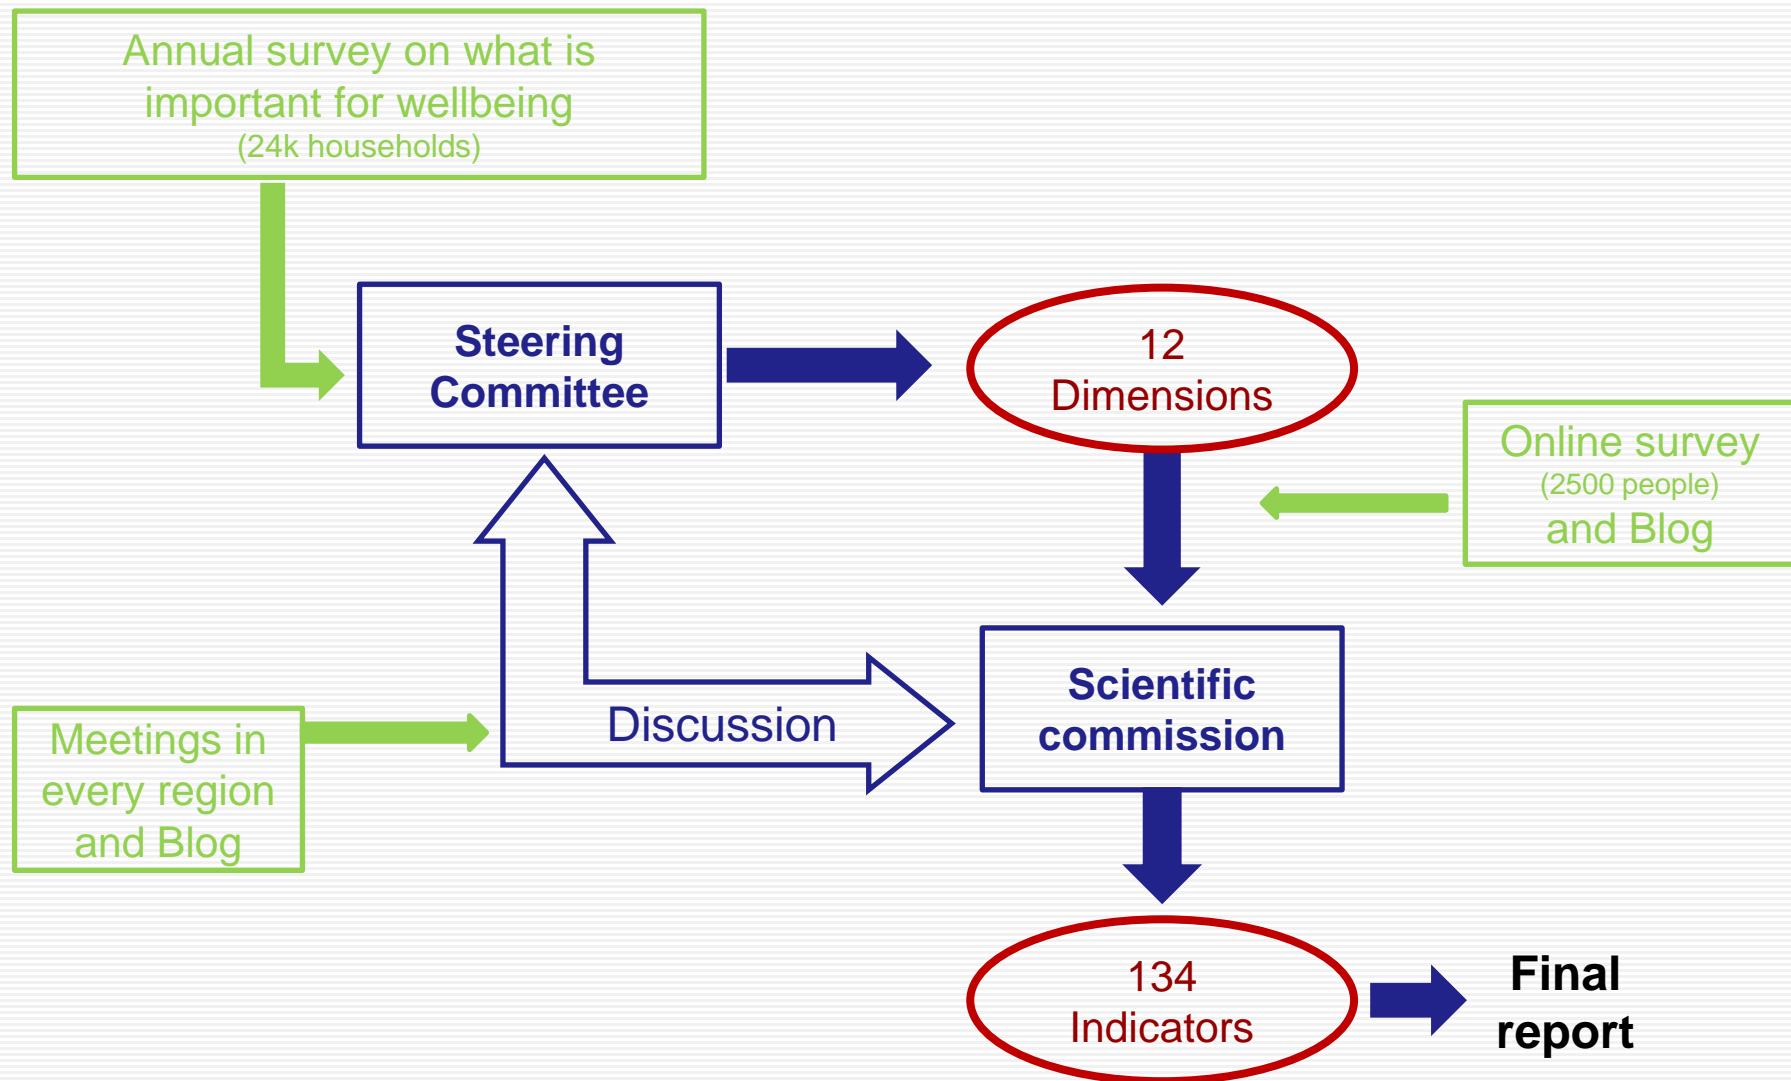 Annual survey on what is
important for wellbeing
(24k households)
Steering
Committee
12
Dimensions
Online survey
(2500 people)
and Blog
Discussion
Scientific
commission
Meetings in
every region
and Blog
134
Indicators
Final
report